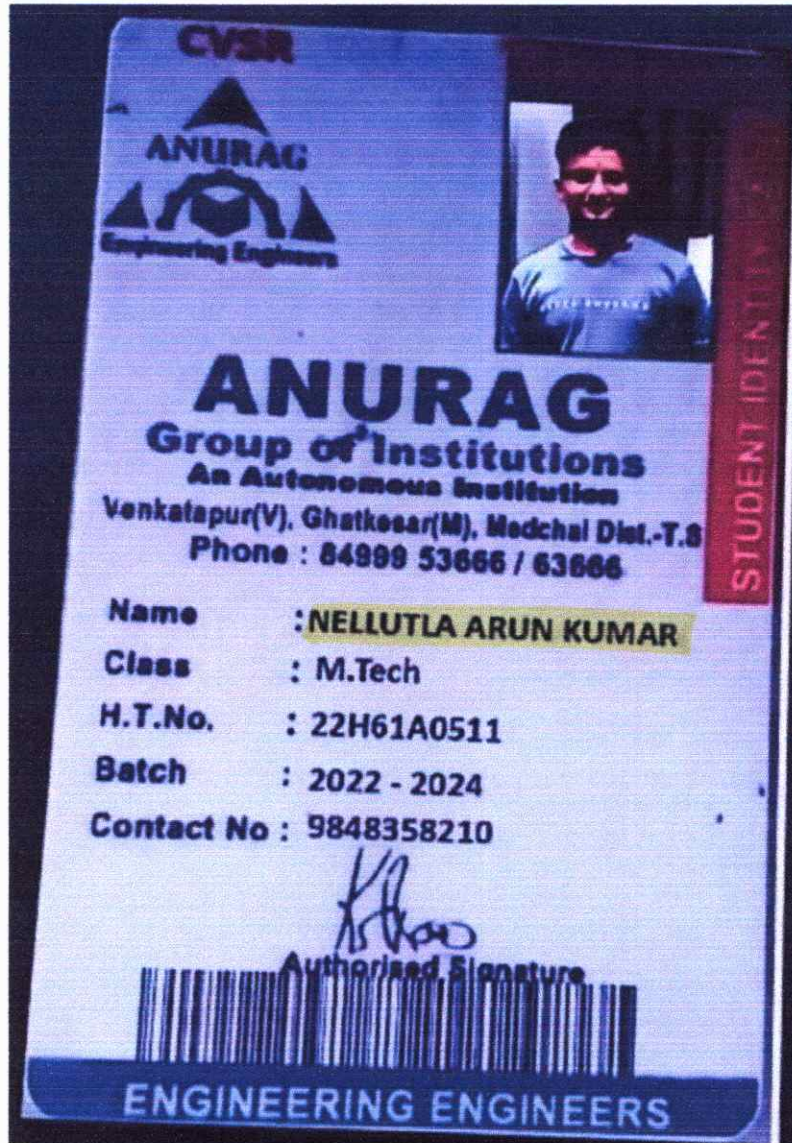 CVSR
ANURAG
Engineering Engineers
STUDENT IDENTITY
ANURAG
Group of Institutions
An Autonomous Institution
Venkatapur(V), Ghatkesar(M), Medchal Dist.-T.S
Phone : 84999 53666 / 63666
Name : NELLUTLA ARUN KUMAR
Class : M.Tech
H.T.No. : 22H61A0511
Batch : 2022 - 2024
Contact No : 9848358210
Authorised Signature
ENGINEERING ENGINEERS